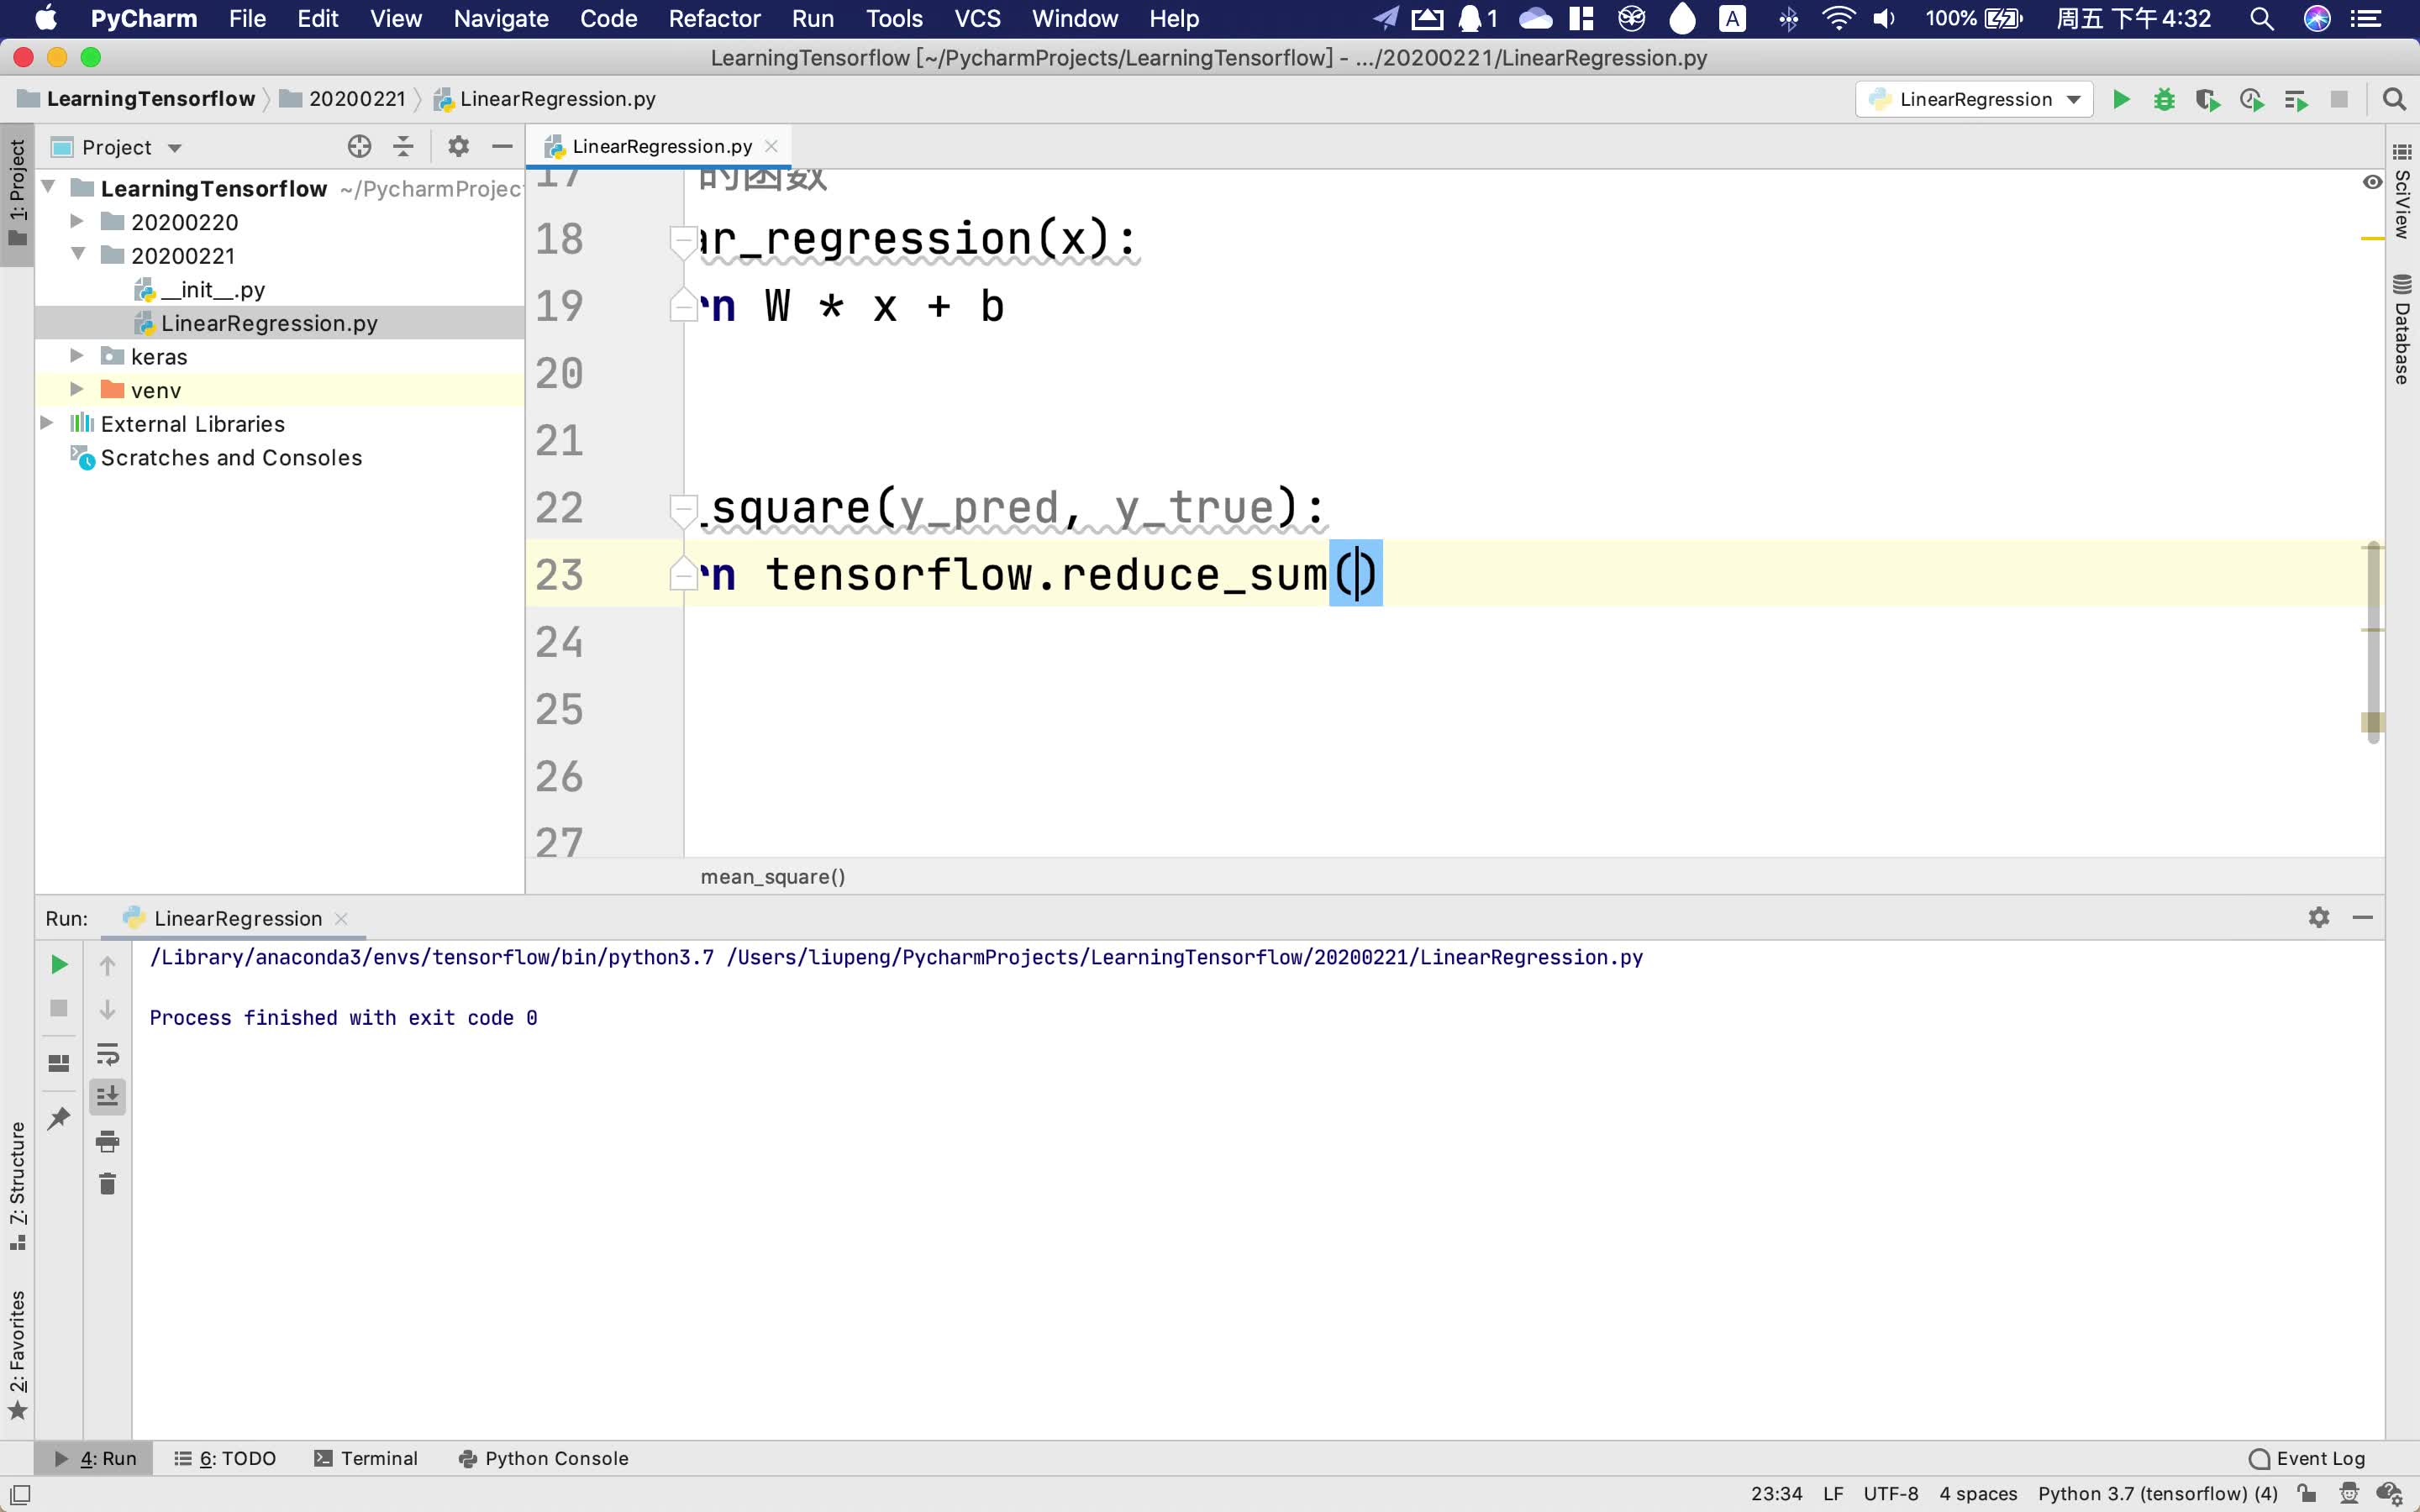 PyCharm File Edit View Navigate Code Refactor Run Tools VCS Window Help 1 A 100% 周五 下午4:32
LearningTensorflow [~/PycharmProjects/LearningTensorflow] - .../20200221/LinearRegression.py
LearningTensorflow 20200221 LinearRegression.py LinearRegression
1: Project
Project
LinearRegression.py
LearningTensorflow ~/PycharmProjec
20200220
20200221
__init__.py
LinearRegression.py
keras
venv
External Libraries
Scratches and Consoles
17 的函数
18 ar_regression(x):
19 rn W * x + b
20
21
22 _square(y_pred, y_true):
23 rn tensorflow.reduce_sum()
24
25
26
27
mean_square()
SciView
Database
Run: LinearRegression
/Library/anaconda3/envs/tensorflow/bin/python3.7 /Users/liupeng/PycharmProjects/LearningTensorflow/20200221/LinearRegression.py
Process finished with exit code 0
7: Structure
2: Favorites
4: Run 6: TODO Terminal Python Console Event Log
23:34 LF UTF-8 4 spaces Python 3.7 (tensorflow) (4)